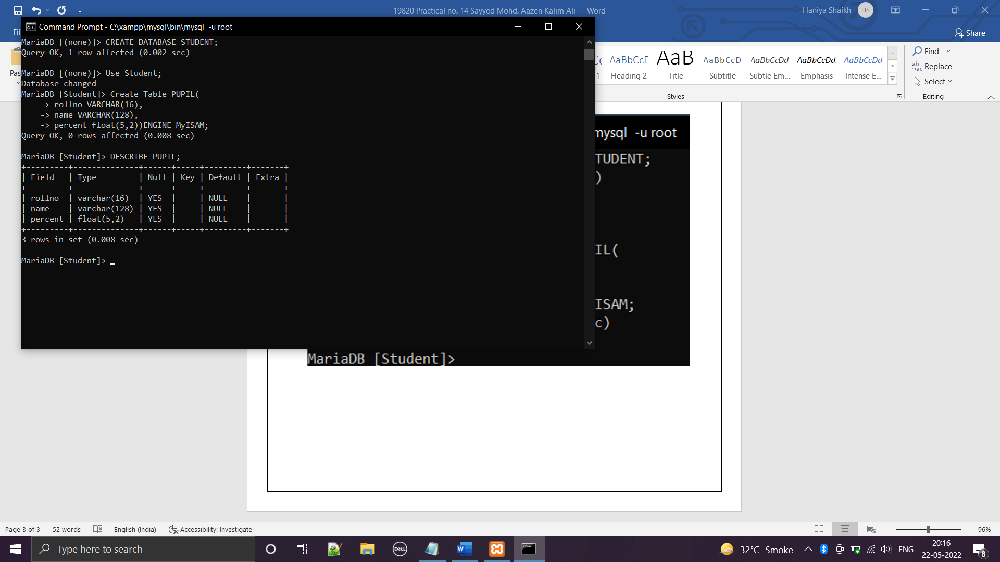 19820 Practical no. 14 Sayyed Mohd. Aazen Kalim Ali - Word
Haniya Shaikh
HS
Share
Command Prompt - C:\xampp\mysql\bin\mysql -u root
MariaDB [(none)]> CREATE DATABASE STUDENT;
Query OK, 1 row affected (0.002 sec)
MariaDB [(none)]> Use Student;
Database changed
MariaDB [Student]> Create Table PUPIL(
-> rollno VARCHAR(16),
-> name VARCHAR(128),
-> percent float(5,2))ENGINE MyISAM;
Query OK, 0 rows affected (0.008 sec)
MariaDB [Student]> DESCRIBE PUPIL;
+---------+--------------+------+-----+---------+-------+
| Field   | Type         | Null | Key | Default | Extra |
+---------+--------------+------+-----+---------+-------+
| rollno  | varchar(16)  | YES  |     | NULL    |       |
| name    | varchar(128) | YES  |     | NULL    |       |
| percent | float(5,2)   | YES  |     | NULL    |       |
+---------+--------------+------+-----+---------+-------+
3 rows in set (0.008 sec)
MariaDB [Student]>
AaBbCcD AaB AaBbCcD AaBbCcDd AaBbCcDd AaBbCcDd
1 Heading 2 Title Subtitle Subtle Em... Emphasis Intense E...
Styles
Find
Replace
Select
Editing
mysql -u root
TUDENT;
)
IL(
ISAM;
c)
MariaDB [Student]>
Page 3 of 3 52 words English (India) Accessibility: Investigate
96%
Type here to search
DELL
32°C Smoke
ENG
20:16
22-05-2022
8